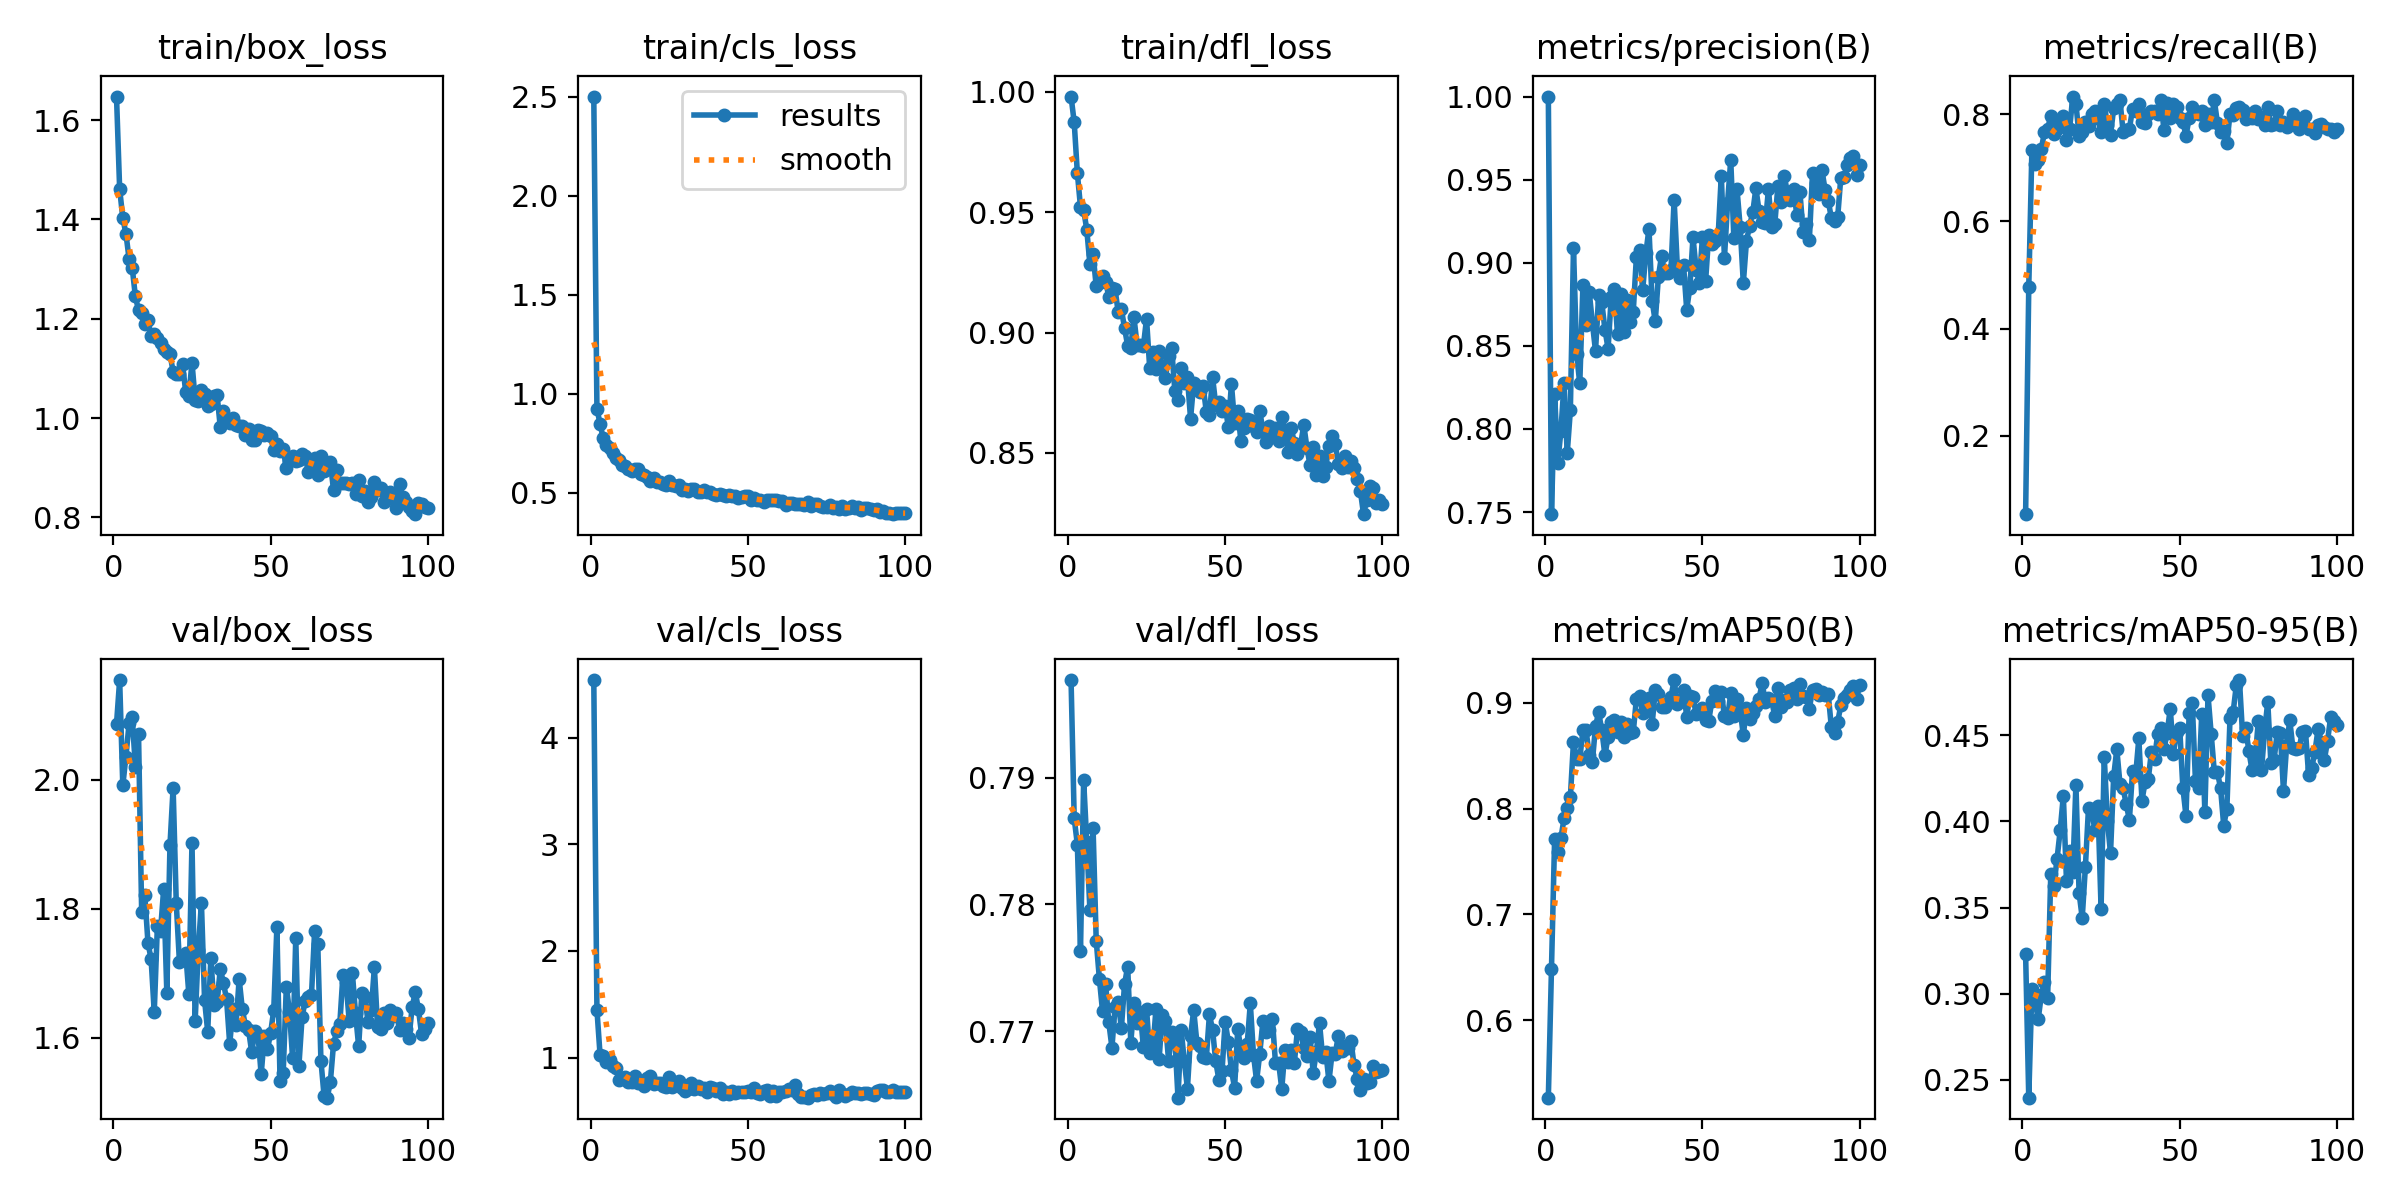 train/box_loss
1.6
1.4
1.2
1.0
0.8
0 50 100
train/cls_loss
results
smooth
2.5
2.0
1.5
1.0
0.5
0 50 100
train/dfl_loss
1.00
0.95
0.90
0.85
0 50 100
metrics/precision(B)
1.00
0.95
0.90
0.85
0.80
0.75
0 50 100
metrics/recall(B)
0.8
0.6
0.4
0.2
0 50 100
val/box_loss
2.0
1.8
1.6
0 50 100
val/cls_loss
4
3
2
1
0 50 100
val/dfl_loss
0.79
0.78
0.77
0 50 100
metrics/mAP50(B)
0.9
0.8
0.7
0.6
0 50 100
metrics/mAP50-95(B)
0.45
0.40
0.35
0.30
0.25
0 50 100